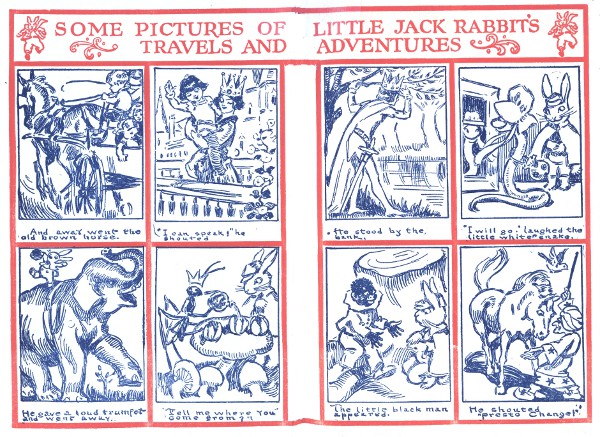 SOME PICTURES OF LITTLE JACK RABBIT'S
TRAVELS AND ADVENTURES
And away went the
old brown horse.
"I can speak!" he
shouted
He stood by the
bank.
"I will go." laughed the
little white snake.
He gave a loud trumpet
and went away.
"Tell me where you
come from?"
The little black man
appeared.
He shouted
"presto Change!"